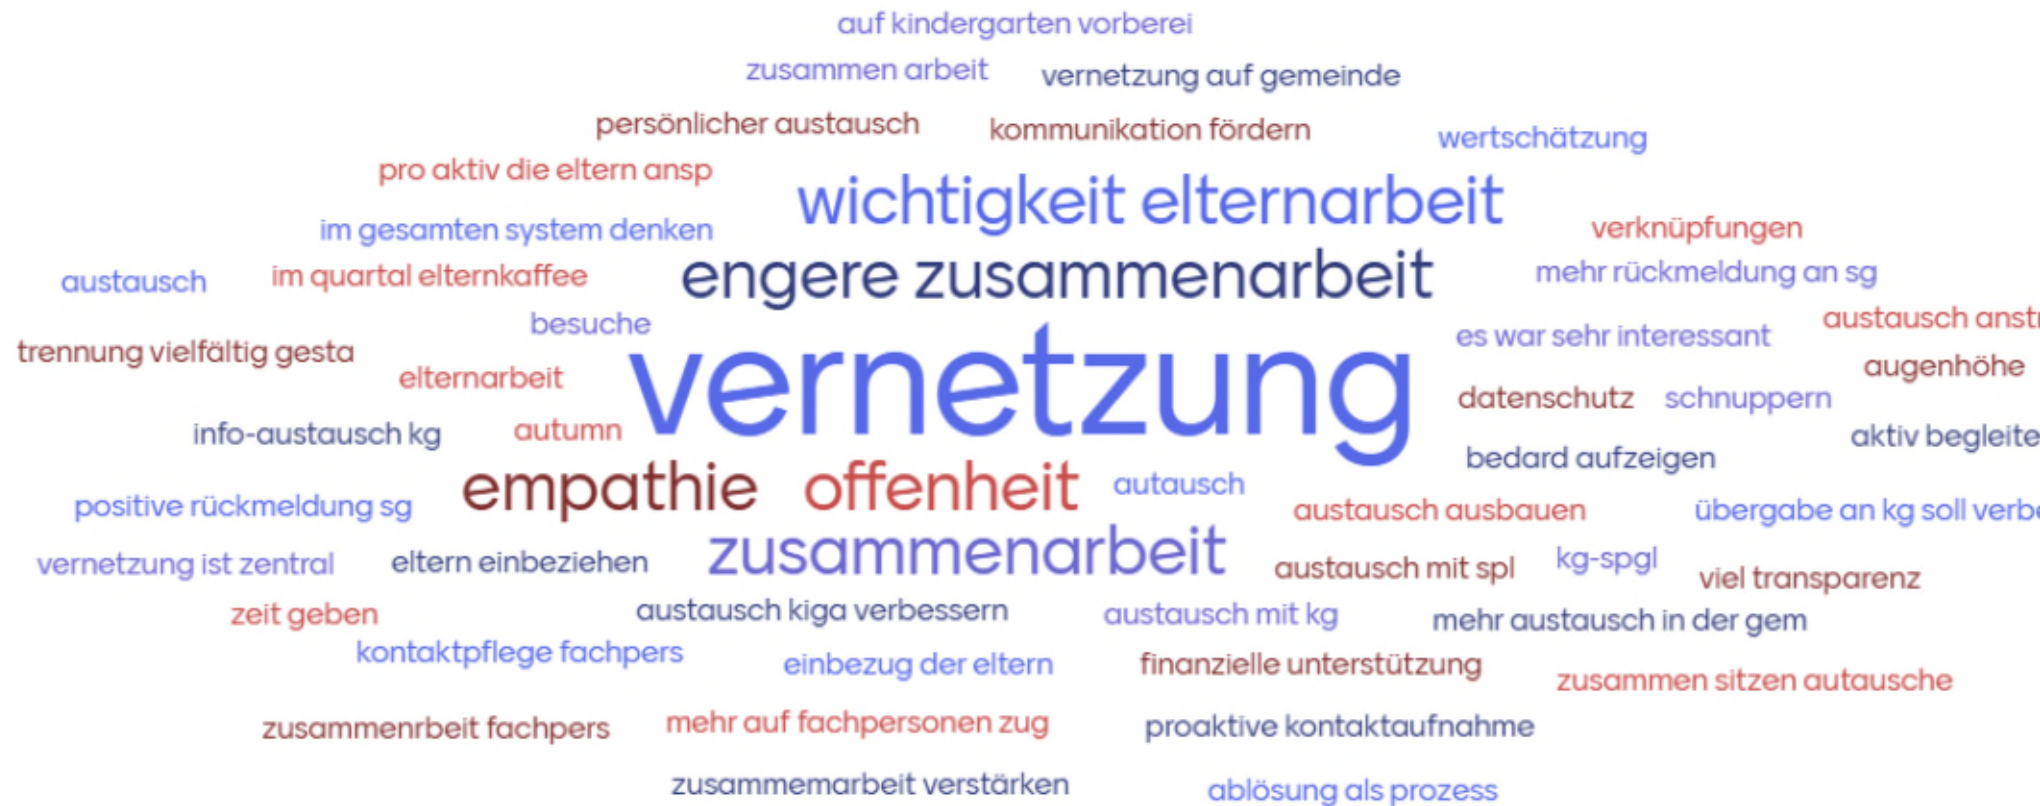 auf kindergarten vorberei
zusammen arbeit
vernetzung auf gemeinde
persönlicher austausch
kommunikation fördern
wertschätzung
pro aktiv die eltern ansp
wichtigkeit elternarbeit
im gesamten system denken
verknüpfungen
austausch
im quartal elternkaffee
engere zusammenarbeit
mehr rückmeldung an sg
besuche
vernetzung
es war sehr interessant
austausch anstr
trennung vielfältig gesta
elternarbeit
datenschutz
schnuppern
augenhöhe
info-austausch kg
autumn
bedard aufzeigen
aktiv begleite
positive rückmeldung sg
empathie
offenheit
autausch
austausch ausbauen
übergabe an kg soll verbe
vernetzung ist zentral
eltern einbeziehen
zusammenarbeit
austausch mit spl
kg-spgl
viel transparenz
zeit geben
austausch kiga verbessern
austausch mit kg
mehr austausch in der gem
kontaktpflege fachpers
einbezug der eltern
finanzielle unterstützung
zusammen sitzen autausche
zusammenrbeit fachpers
mehr auf fachpersonen zug
proaktive kontaktaufnahme
zusammemarbeit verstärken
ablösung als prozess